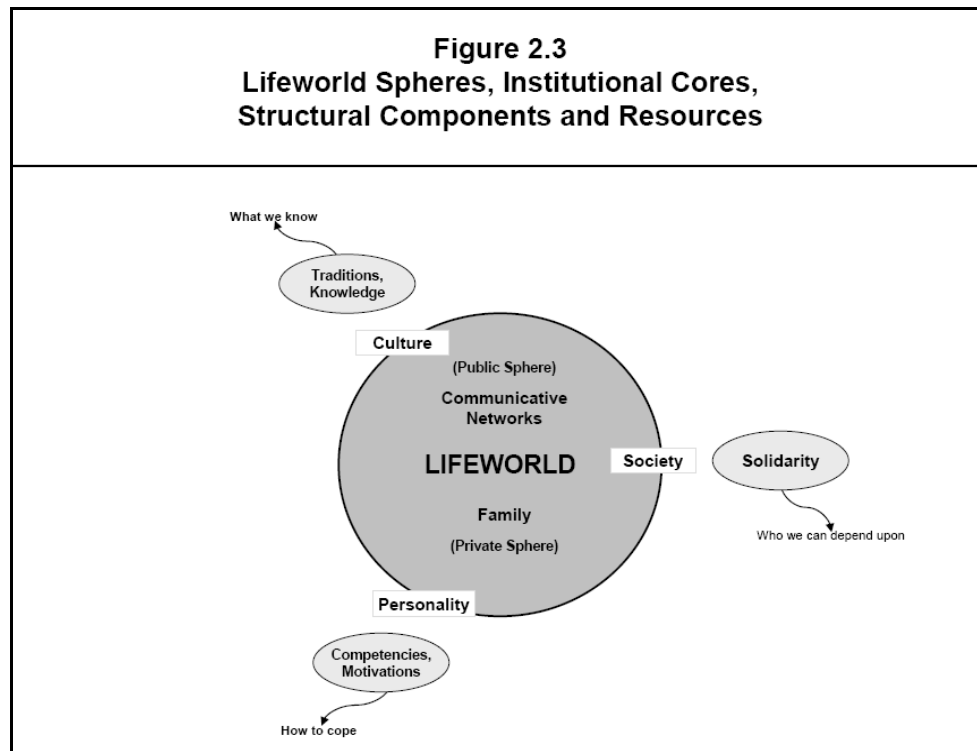 Figure 2.3
Lifeworld Spheres, Institutional Cores,
Structural Components and Resources
What we know
Traditions,
Knowledge
Culture
(Public Sphere)
Communicative
Networks
LIFEWORLD
Society
Solidarity
Family
(Private Sphere)
Who we can depend upon
Personality
Competencies,
Motivations
How to cope